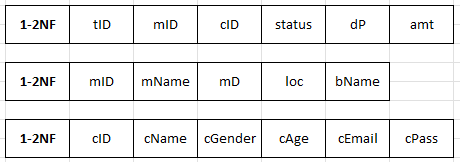 1-2NF tID mID cID status dP amt
1-2NF mID mName mD loc bName
1-2NF cID cName cGender cAge cEmail cPass